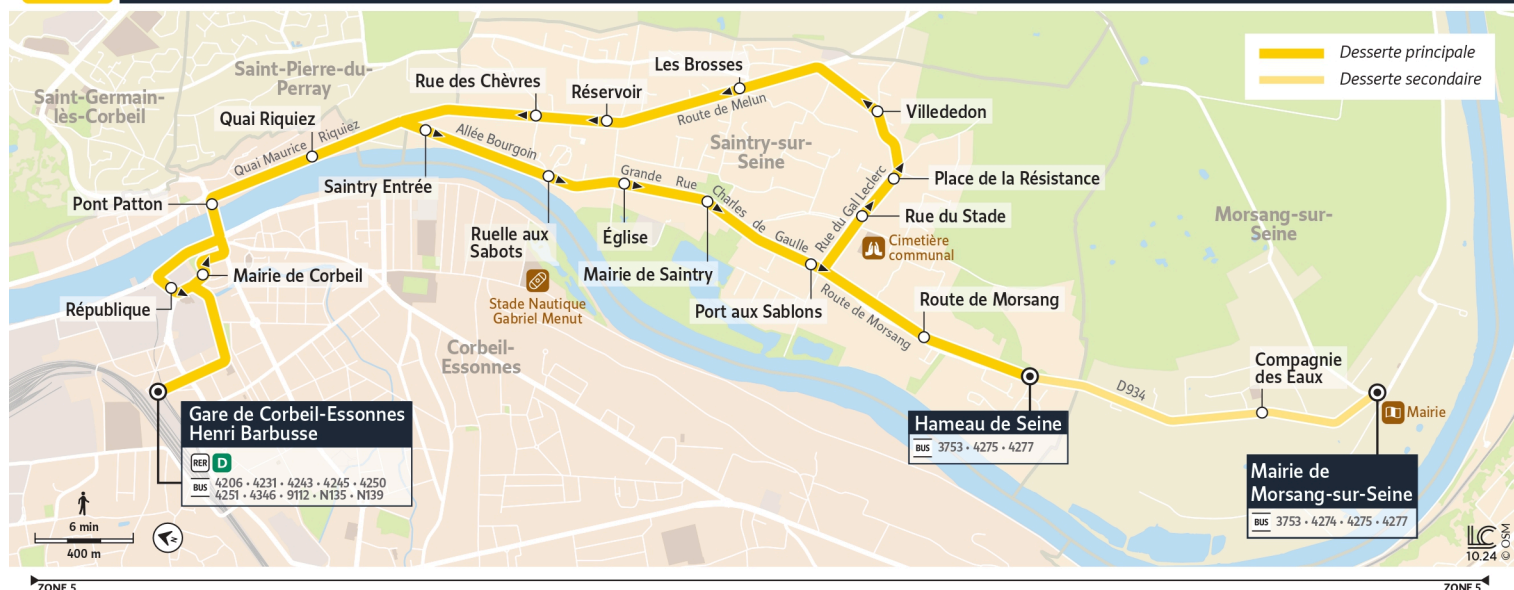 Desserte principale
Desserte secondaire
Saint-Germain-
lès-Corbeil
Saint-Pierre-du-
Perray
Rue des Chèvres
Réservoir
Les Brosses
Villededon
Quai Riquiez
Quai Maurice Riquiez
Allée Bourgoin
Route de Melun
Saintry-sur-
Seine
Saintry Entrée
Grande Rue Charles de Gaulle
Rue du Gal Leclerc
Place de la Résistance
Rue du Stade
Cimetière
communal
Morsang-sur-
Seine
Pont Patton
Mairie de Corbeil
République
Ruelle aux
Sabots
Église
Mairie de Saintry
Port aux Sablons
Route de Morsang
Route de Morsang
Stade Nautique
Gabriel Menut
Corbeil-
Essonnes
Gare de Corbeil-Essonnes
Henri Barbusse
RER D
BUS 4206 • 4231 • 4243 • 4245 • 4250
4251 • 4346 • 9112 • N135 • N139
Hameau de Seine
BUS 3753 • 4275 • 4277
D934
Compagnie
des Eaux
Mairie
Mairie de
Morsang-sur-Seine
BUS 3753 • 4274 • 4275 • 4277
6 min
400 m
N
LC
10.24 © OSM
ZONE 5
ZONE 5